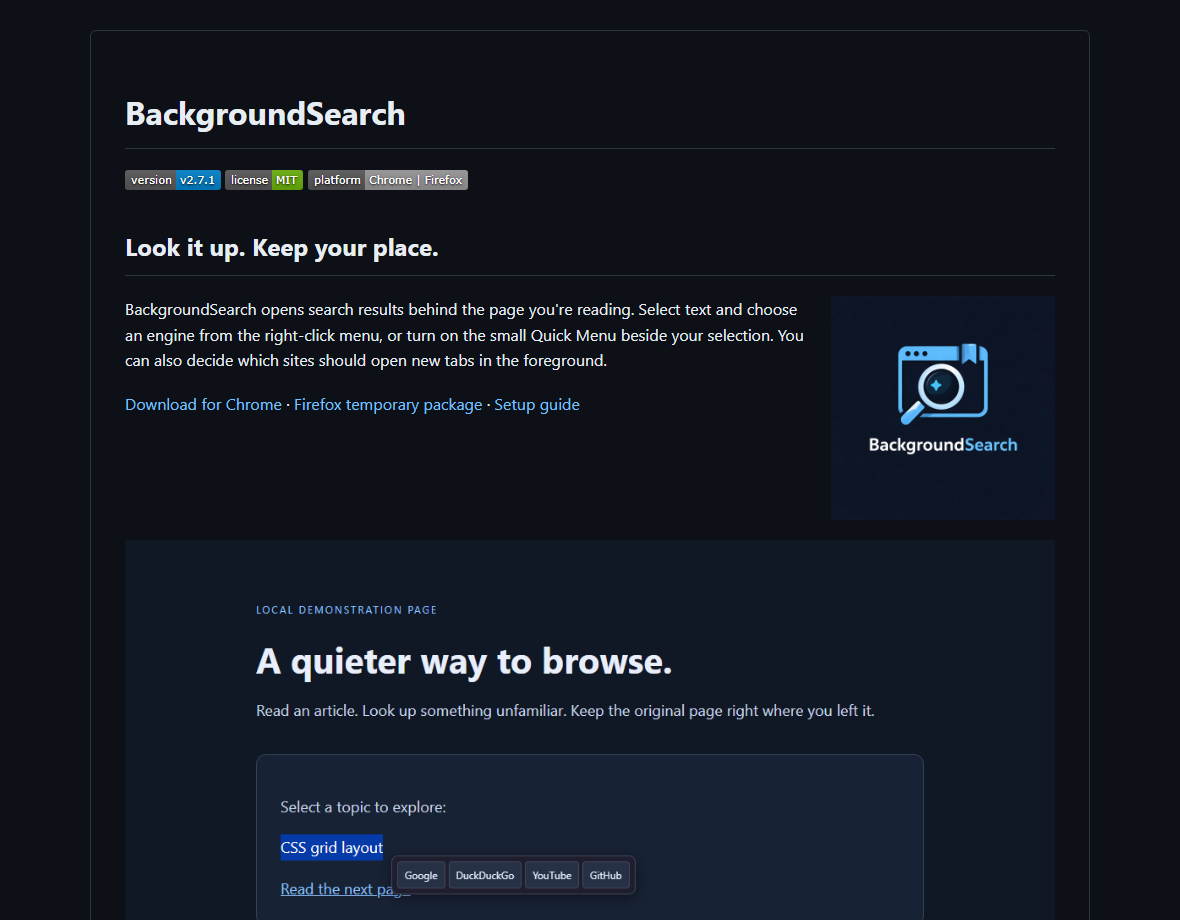 BackgroundSearch
version v2.7.1 license MIT platform Chrome | Firefox
Look it up. Keep your place.
BackgroundSearch opens search results behind the page you're reading. Select text and choose
an engine from the right-click menu, or turn on the small Quick Menu beside your selection. You
can also decide which sites should open new tabs in the foreground.
Download for Chrome · Firefox temporary package · Setup guide
BackgroundSearch
LOCAL DEMONSTRATION PAGE
A quieter way to browse.
Read an article. Look up something unfamiliar. Keep the original page right where you left it.
Select a topic to explore:
CSS grid layout
Google DuckDuckGo YouTube GitHub
Read the next page